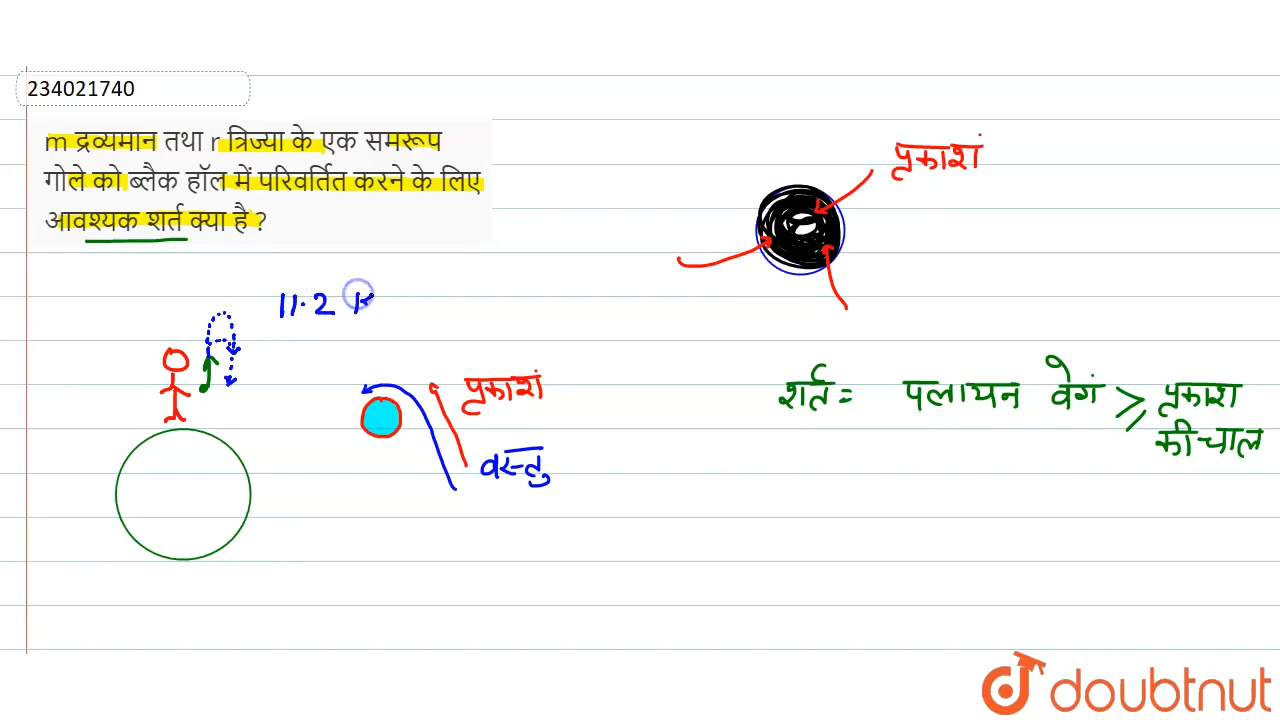 234021740
m द्रव्यमान तथा r त्रिज्या के एक समरूप
गोले को ब्लैक हॉल में परिवर्तित करने के लिए
आवश्यक शर्त क्या है ?
प्रकाश
11.2 K
प्रकाश
वस्तु
शर्त = पलायन वेग ⩾ प्रकाश
की चाल
doubtnut